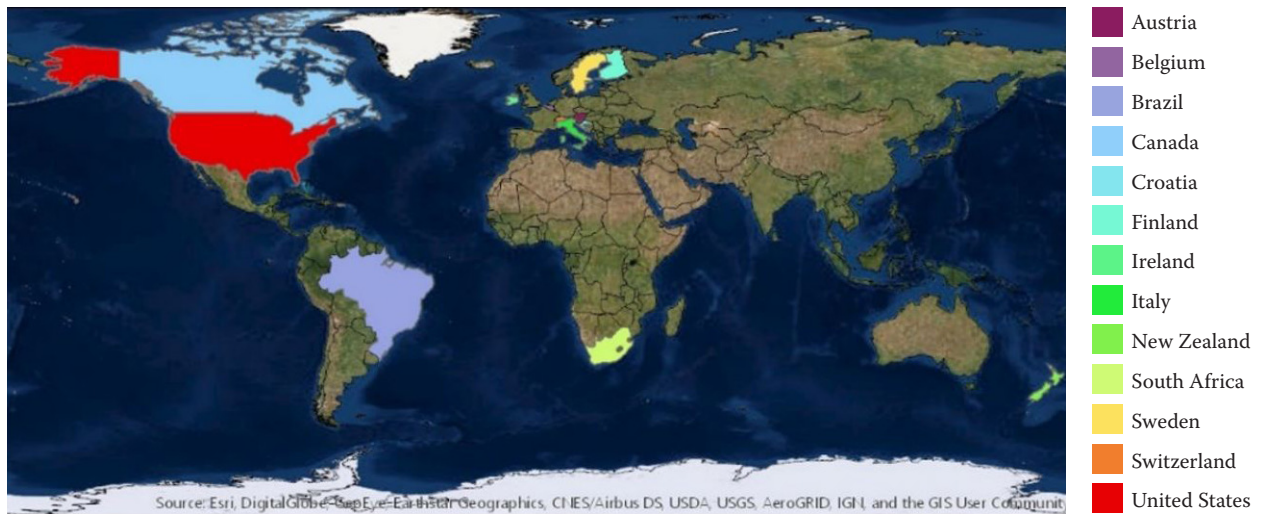 Austria
Belgium
Brazil
Canada
Croatia
Finland
Ireland
Italy
New Zealand
South Africa
Sweden
Switzerland
United States
Source: Esri, DigitalGlobe, GeoEye, Earthstar Geographics, CNES/Airbus DS, USDA, USGS, AeroGRID, IGN, and the GIS User Community